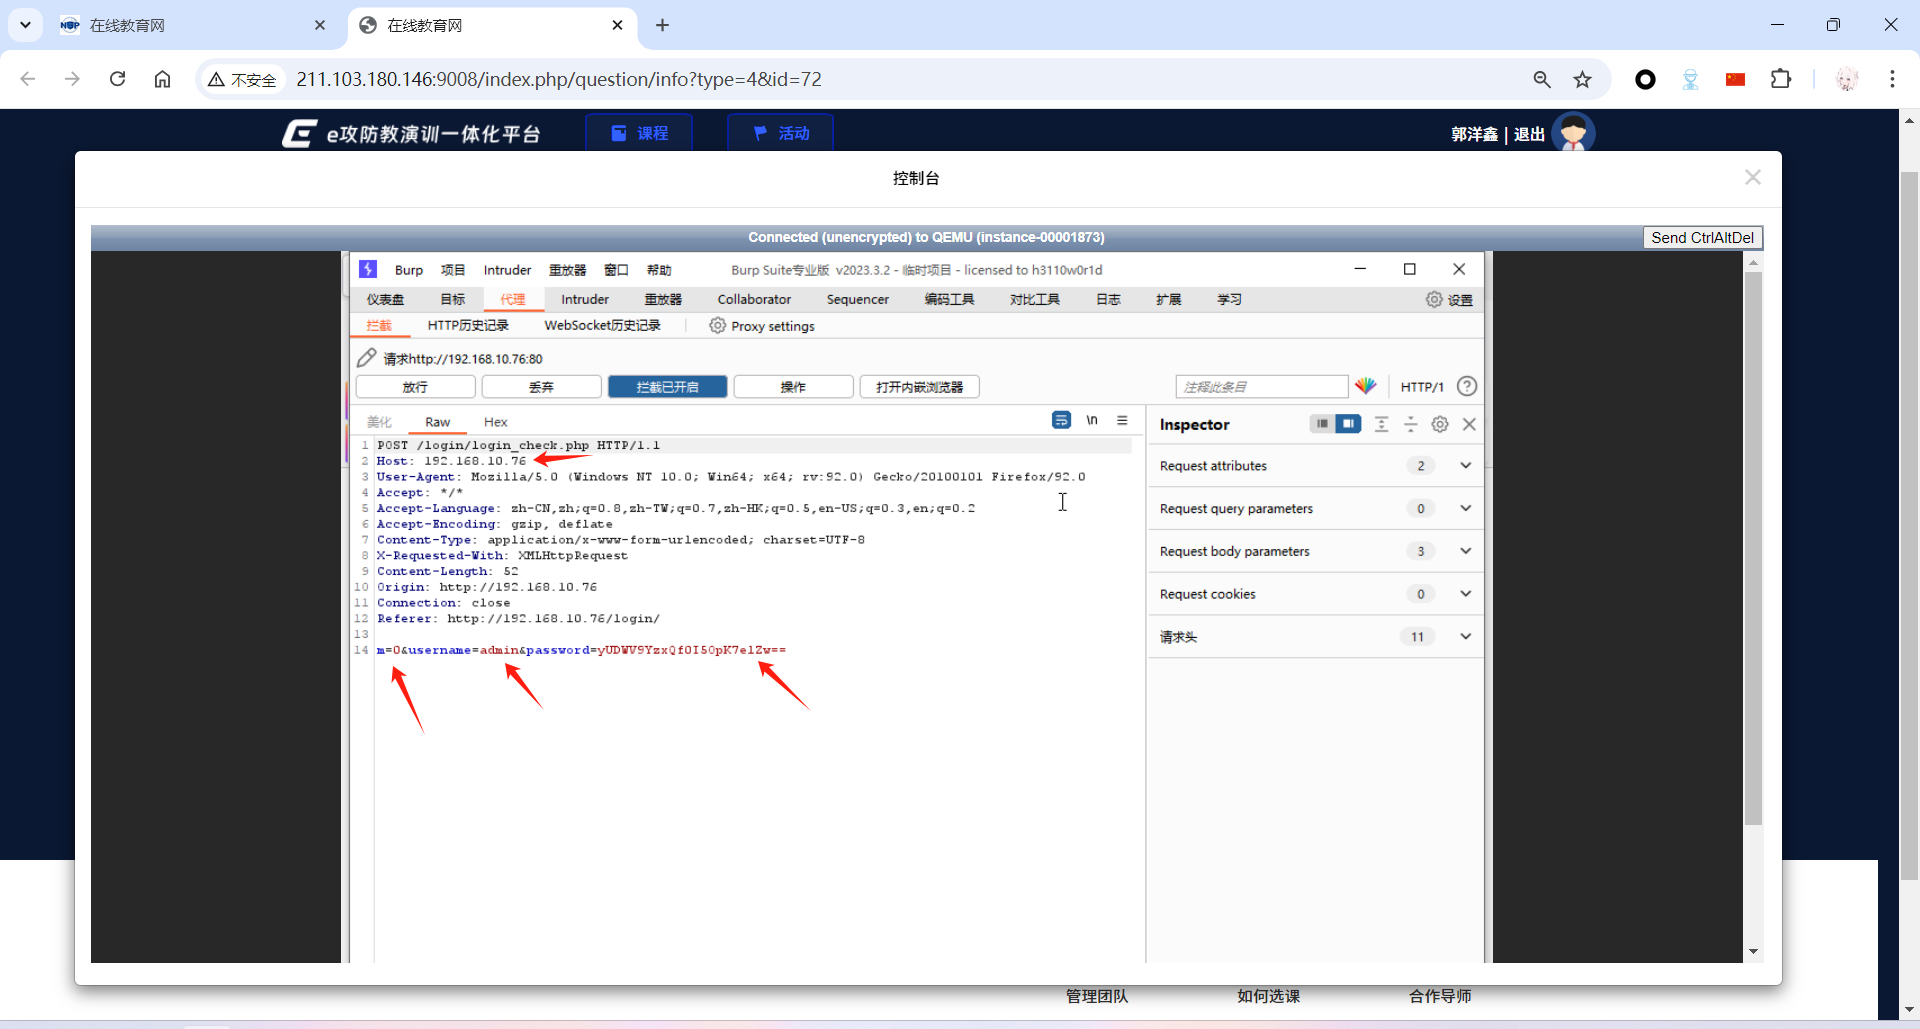 在线教育网
在线教育网
不安全
211.103.180.146:9008/index.php/question/info?type=4&id=72
e攻防教演训一体化平台
课程
活动
郭洋鑫 | 退出
控制台
Connected (unencrypted) to QEMU (instance-00001873)
Send CtrlAltDel
Burp 项目 Intruder 重放器 窗口 帮助
Burp Suite专业版 v2023.3.2 - 临时项目 - licensed to h3110w0r1d
仪表盘 目标 代理 Intruder 重放器 Collaborator Sequencer 编码工具 对比工具 日志 扩展 学习 设置
拦截 HTTP历史记录 WebSocket历史记录 Proxy settings
请求http://192.168.10.76:80
放行 丢弃 拦截已开启 操作 打开内嵌浏览器 注释此条目 HTTP/1 ?
美化 Raw Hex \n
1 POST /login/login_check.php HTTP/1.1
2 Host: 192.168.10.76
3 User-Agent: Mozilla/5.0 (Windows NT 10.0; Win64; x64; rv:92.0) Gecko/20100101 Firefox/92.0
4 Accept: */*
5 Accept-Language: zh-CN,zh;q=0.8,zh-TW;q=0.7,zh-HK;q=0.5,en-US;q=0.3,en;q=0.2
6 Accept-Encoding: gzip, deflate
7 Content-Type: application/x-www-form-urlencoded; charset=UTF-8
8 X-Requested-With: XMLHttpRequest
9 Content-Length: 52
10 Origin: http://192.168.10.76
11 Connection: close
12 Referer: http://192.168.10.76/login/
13
14 m=0&username=admin&password=yUDWV9YzxQf0I50pK7e1Zw==
Inspector
Request attributes 2
Request query parameters 0
Request body parameters 3
Request cookies 0
请求头 11
管理团队 如何选课 合作导师